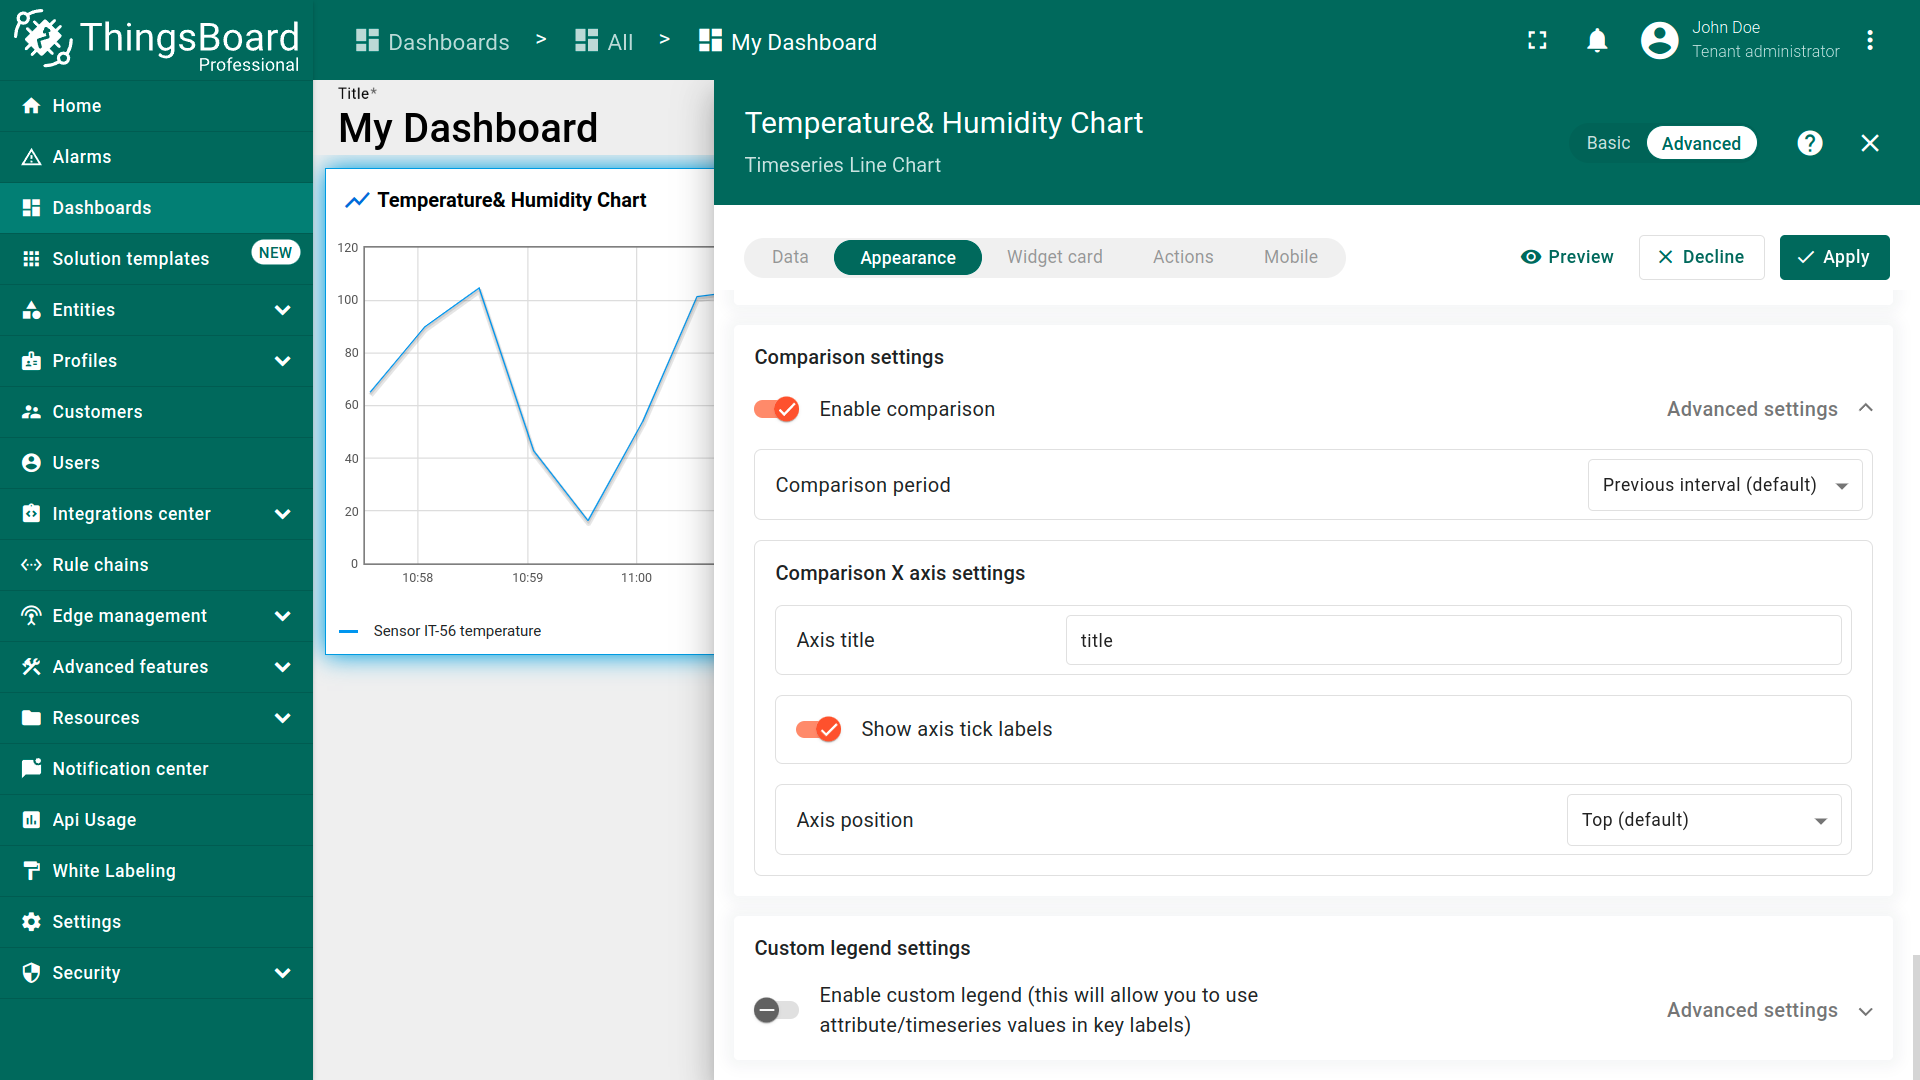 ThingsBoard
Professional
Dashboards > All > My Dashboard
John Doe
Tenant administrator
Home
Alarms
Dashboards
Solution templates NEW
Entities
Profiles
Customers
Users
Integrations center
Rule chains
Edge management
Advanced features
Resources
Notification center
Api Usage
White Labeling
Settings
Security
Title*
My Dashboard
Temperature& Humidity Chart
120
100
80
60
40
20
0
10:58 10:59 11:00
Sensor IT-56 temperature
Temperature& Humidity Chart
Timeseries Line Chart
Basic Advanced
Data Appearance Widget card Actions Mobile
Preview Decline Apply
Comparison settings
Enable comparison
Advanced settings
Comparison period
Previous interval (default)
Comparison X axis settings
Axis title
title
Show axis tick labels
Axis position
Top (default)
Custom legend settings
Enable custom legend (this will allow you to use
attribute/timeseries values in key labels)
Advanced settings